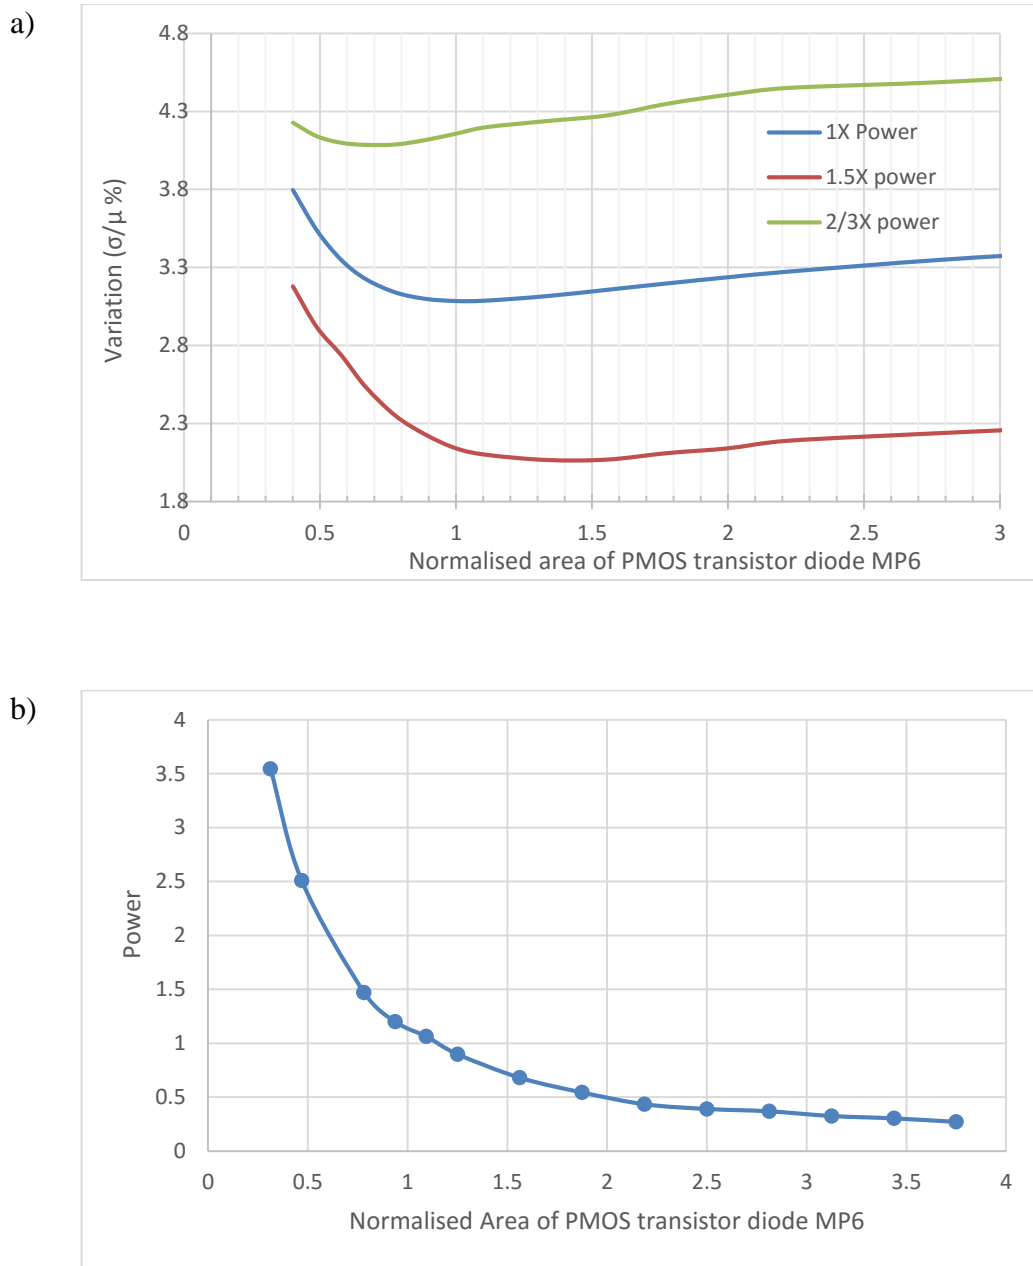 a)
4.8
4.3
3.8
3.3
2.8
2.3
1.8
Variation (σ/μ %)
1X Power
1.5X power
2/3X power
0 0.5 1 1.5 2 2.5 3
Normalised area of PMOS transistor diode MP6
b)
4
3.5
3
2.5
2
1.5
1
0.5
0
Power
0 0.5 1 1.5 2 2.5 3 3.5 4
Normalised Area of PMOS transistor diode MP6